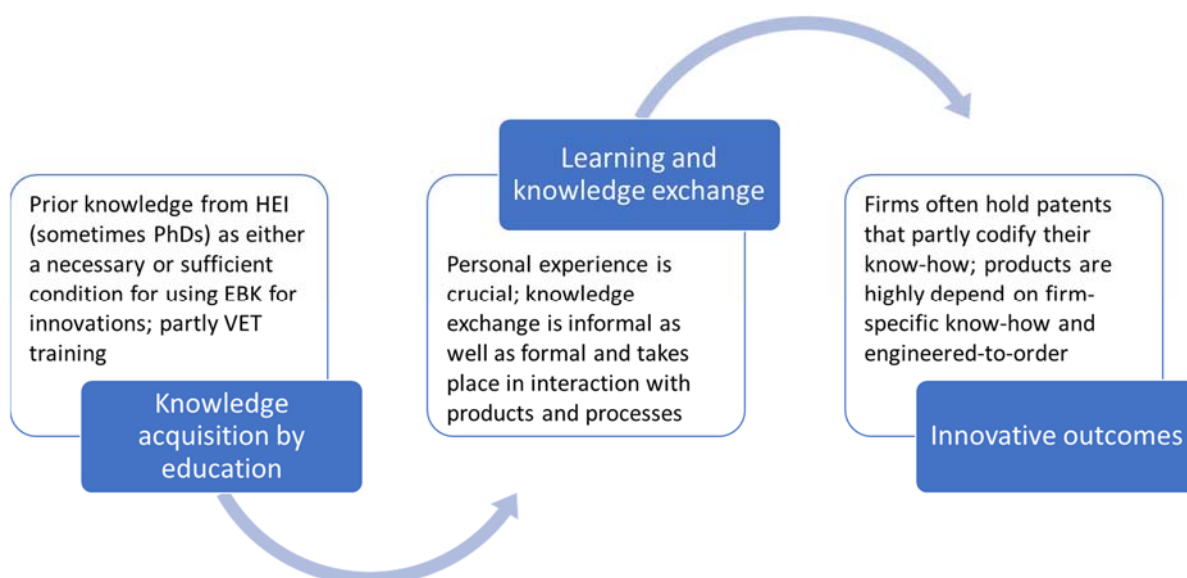 Prior knowledge from HEI
(sometimes PhDs) as either
a necessary or sufficient
condition for using EBK for
innovations; partly VET
training
Knowledge
acquisition by
education
Learning and
knowledge exchange
Personal experience is
crucial; knowledge
exchange is informal as
well as formal and takes
place in interaction with
products and processes
Firms often hold patents
that partly codify their
know-how; products are
highly depend on firm-
specific know-how and
engineered-to-order
Innovative outcomes